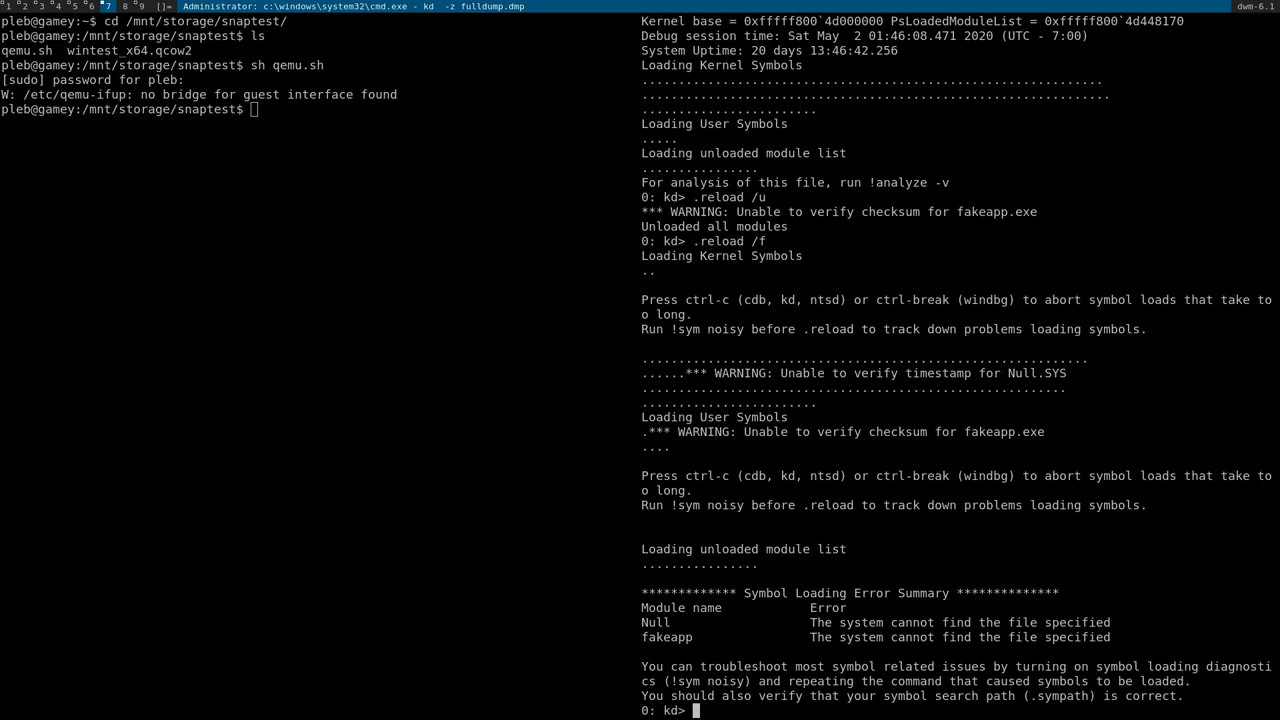 1 2 3 4 5 6 7 8 9 []= Administrator: c:\windows\system32\cmd.exe - kd  -z fulldump.dmp dwm-6.1
pleb@gamey:~$ cd /mnt/storage/snaptest/
pleb@gamey:/mnt/storage/snaptest$ ls
qemu.sh  wintest_x64.qcow2
pleb@gamey:/mnt/storage/snaptest$ sh qemu.sh
[sudo] password for pleb:
W: /etc/qemu-ifup: no bridge for guest interface found
pleb@gamey:/mnt/storage/snaptest$
Kernel base = 0xfffff800`4d000000 PsLoadedModuleList = 0xfffff800`4d448170
Debug session time: Sat May  2 01:46:08.471 2020 (UTC - 7:00)
System Uptime: 20 days 13:46:42.256
Loading Kernel Symbols
...............................................................
................................................................
........................
Loading User Symbols
.....
Loading unloaded module list
................
For analysis of this file, run !analyze -v
0: kd> .reload /u
*** WARNING: Unable to verify checksum for fakeapp.exe
Unloaded all modules
0: kd> .reload /f
Loading Kernel Symbols
..
Press ctrl-c (cdb, kd, ntsd) or ctrl-break (windbg) to abort symbol loads that take to
o long.
Run !sym noisy before .reload to track down problems loading symbols.
.............................................................
......*** WARNING: Unable to verify timestamp for Null.SYS
..........................................................
........................
Loading User Symbols
.*** WARNING: Unable to verify checksum for fakeapp.exe
....
Press ctrl-c (cdb, kd, ntsd) or ctrl-break (windbg) to abort symbol loads that take to
o long.
Run !sym noisy before .reload to track down problems loading symbols.
Loading unloaded module list
................
************* Symbol Loading Error Summary **************
Module name            Error
Null                   The system cannot find the file specified
fakeapp                The system cannot find the file specified
You can troubleshoot most symbol related issues by turning on symbol loading diagnosti
cs (!sym noisy) and repeating the command that caused symbols to be loaded.
You should also verify that your symbol search path (.sympath) is correct.
0: kd>